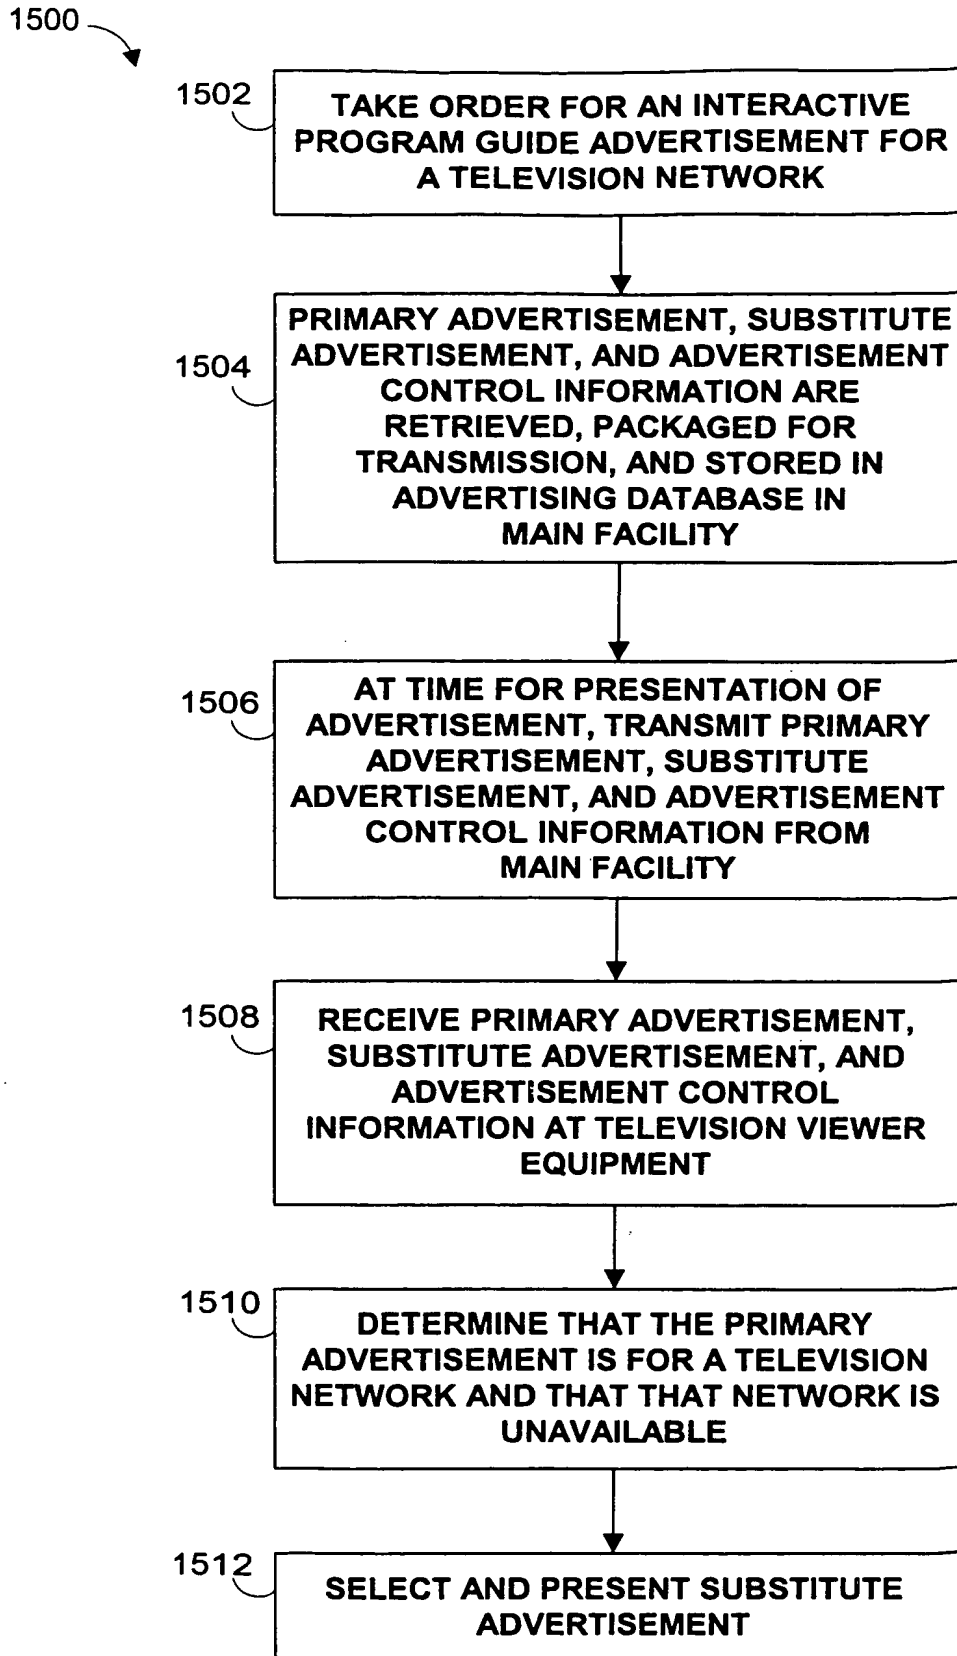 1500
1502
TAKE ORDER FOR AN INTERACTIVE
PROGRAM GUIDE ADVERTISEMENT FOR
A TELEVISION NETWORK
1504
PRIMARY ADVERTISEMENT, SUBSTITUTE
ADVERTISEMENT, AND ADVERTISEMENT
CONTROL INFORMATION ARE
RETRIEVED, PACKAGED FOR
TRANSMISSION, AND STORED IN
ADVERTISING DATABASE IN
MAIN FACILITY
1506
AT TIME FOR PRESENTATION OF
ADVERTISEMENT, TRANSMIT PRIMARY
ADVERTISEMENT, SUBSTITUTE
ADVERTISEMENT, AND ADVERTISEMENT
CONTROL INFORMATION FROM
MAIN FACILITY
1508
RECEIVE PRIMARY ADVERTISEMENT,
SUBSTITUTE ADVERTISEMENT, AND
ADVERTISEMENT CONTROL
INFORMATION AT TELEVISION VIEWER
EQUIPMENT
1510
DETERMINE THAT THE PRIMARY
ADVERTISEMENT IS FOR A TELEVISION
NETWORK AND THAT THAT NETWORK IS
UNAVAILABLE
1512
SELECT AND PRESENT SUBSTITUTE
ADVERTISEMENT